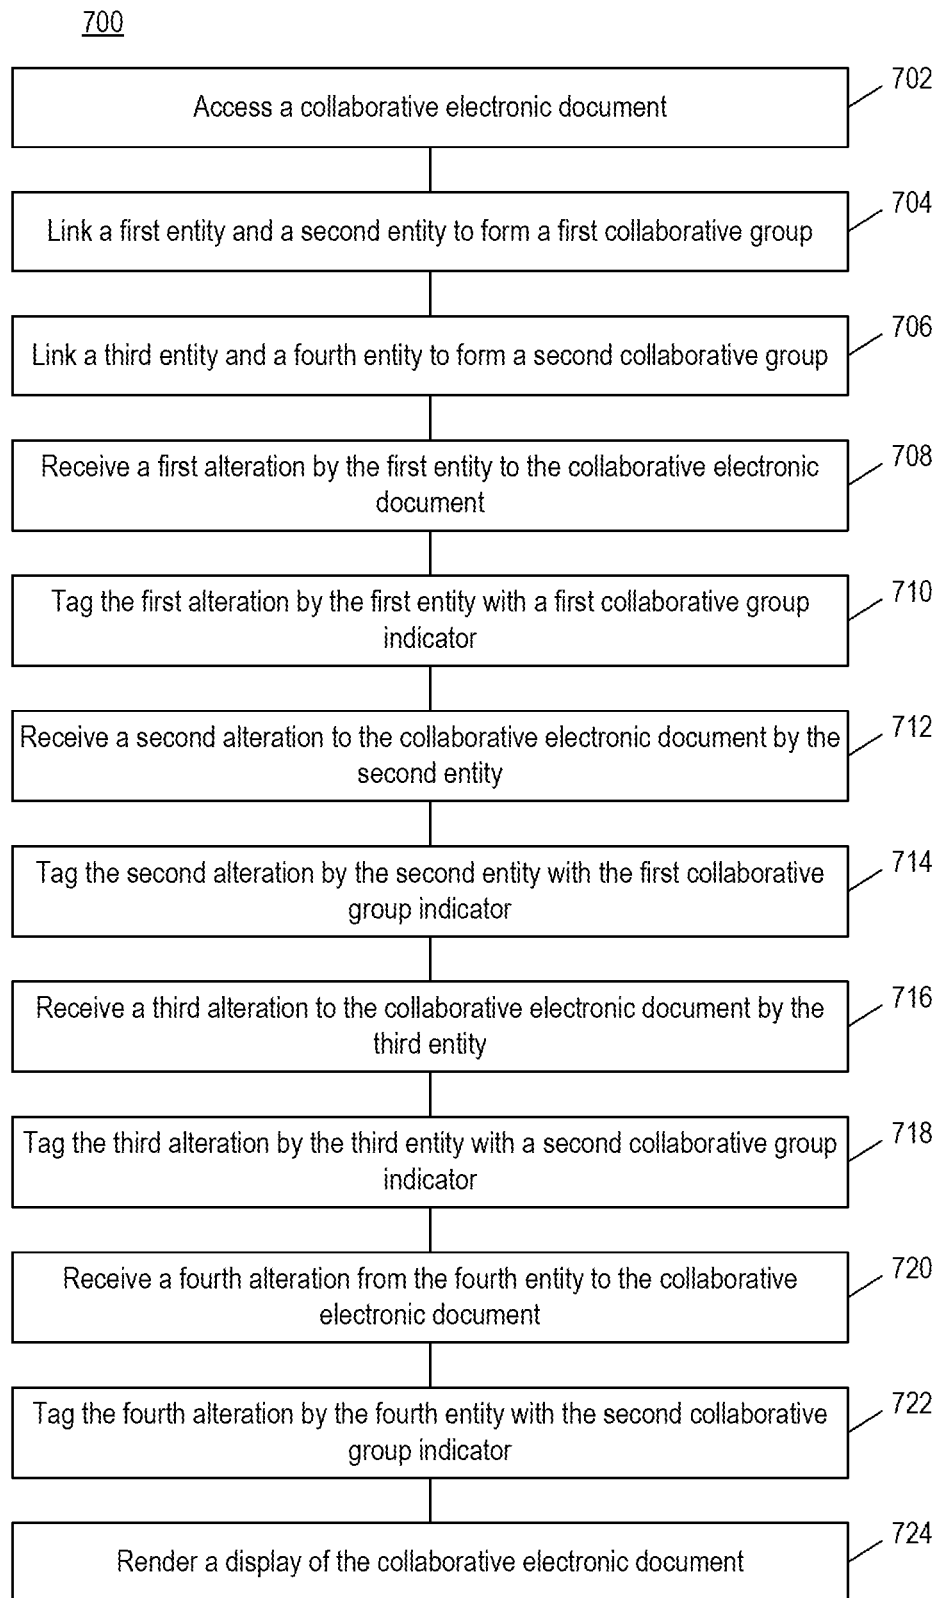 700
Access a collaborative electronic document
702
Link a first entity and a second entity to form a first collaborative group
704
Link a third entity and a fourth entity to form a second collaborative group
706
Receive a first alteration by the first entity to the collaborative electronic
document
708
Tag the first alteration by the first entity with a first collaborative group
indicator
710
Receive a second alteration to the collaborative electronic document by the
second entity
712
Tag the second alteration by the second entity with the first collaborative
group indicator
714
Receive a third alteration to the collaborative electronic document by the
third entity
716
Tag the third alteration by the third entity with a second collaborative group
indicator
718
Receive a fourth alteration from the fourth entity to the collaborative
electronic document
720
Tag the fourth alteration by the fourth entity with the second collaborative
group indicator
722
Render a display of the collaborative electronic document
724